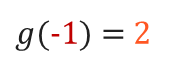 g(-1) = 2